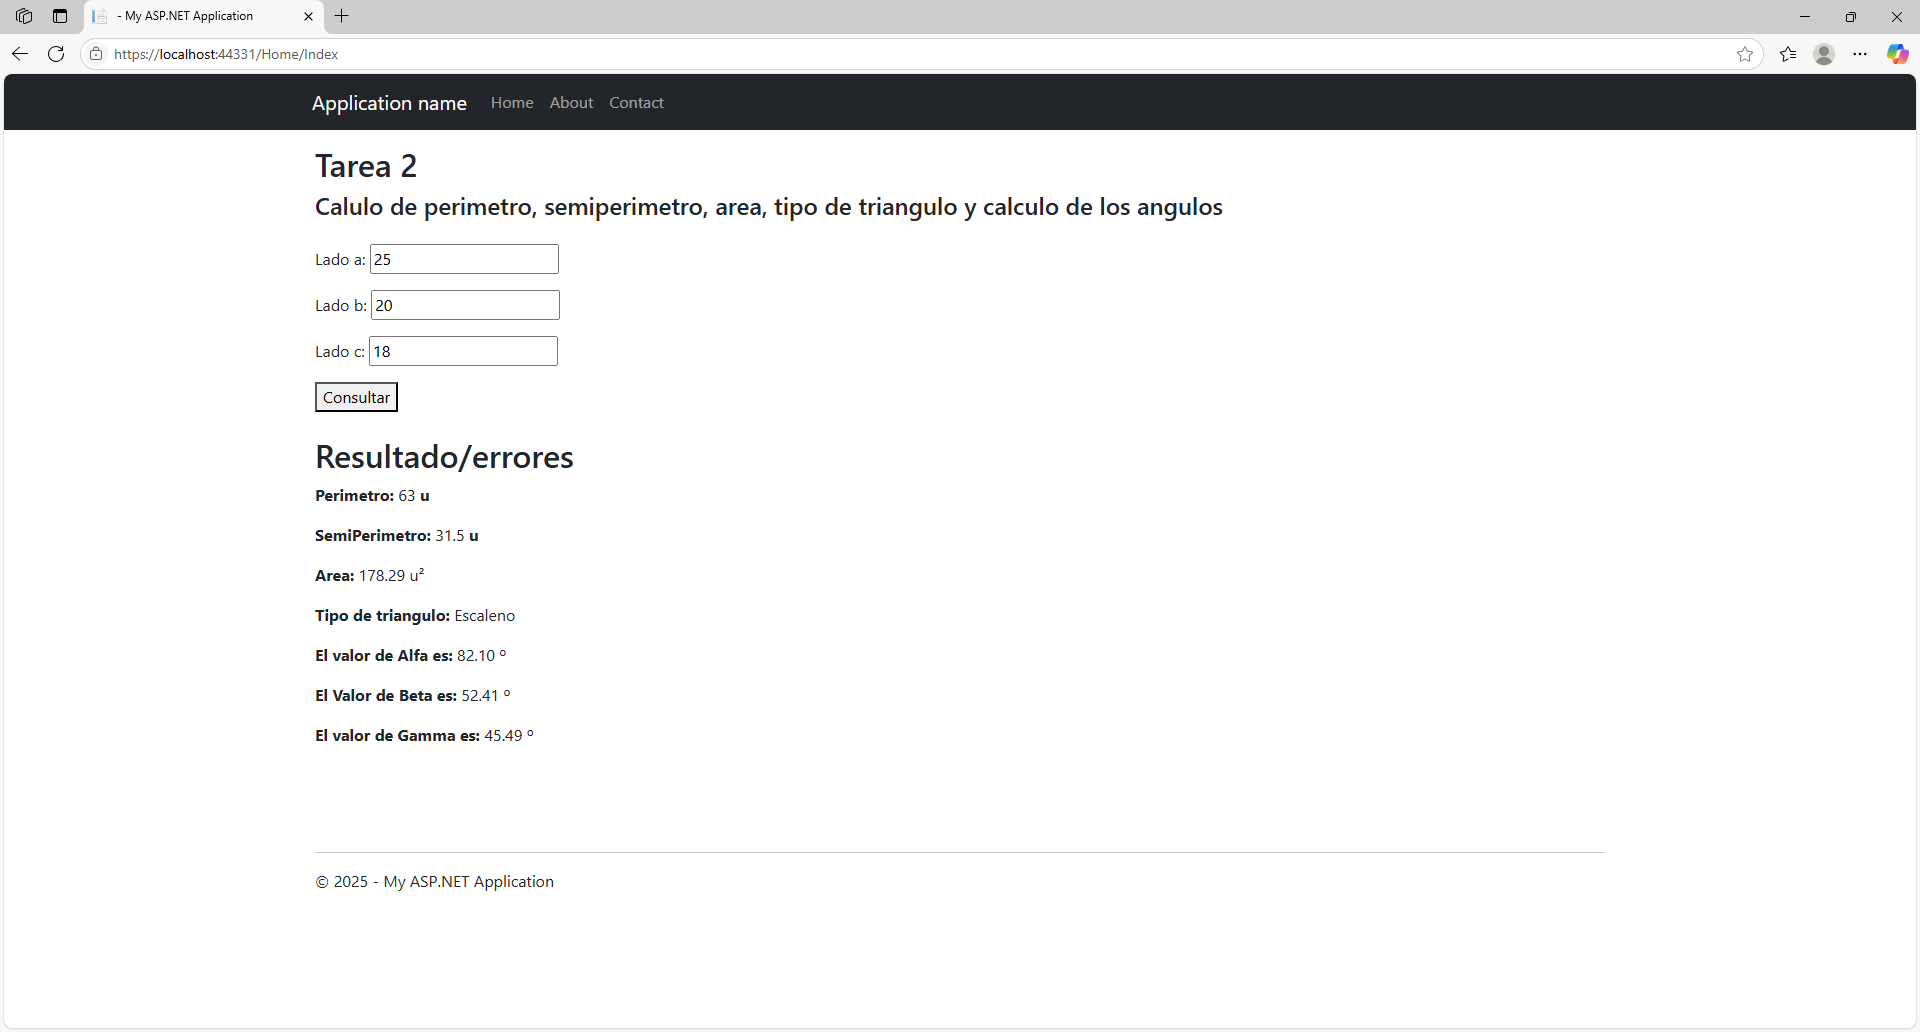 - My ASP.NET Application
https://localhost:44331/Home/Index
Application name Home About Contact
Tarea 2
Calulo de perimetro, semiperimetro, area, tipo de triangulo y calculo de los angulos
Lado a: 25
Lado b: 20
Lado c: 18
Consultar
Resultado/errores
Perimetro: 63 u
SemiPerimetro: 31.5 u
Area: 178.29 u²
Tipo de triangulo: Escaleno
El valor de Alfa es: 82.10 º
El Valor de Beta es: 52.41 º
El valor de Gamma es: 45.49 º
© 2025 - My ASP.NET Application